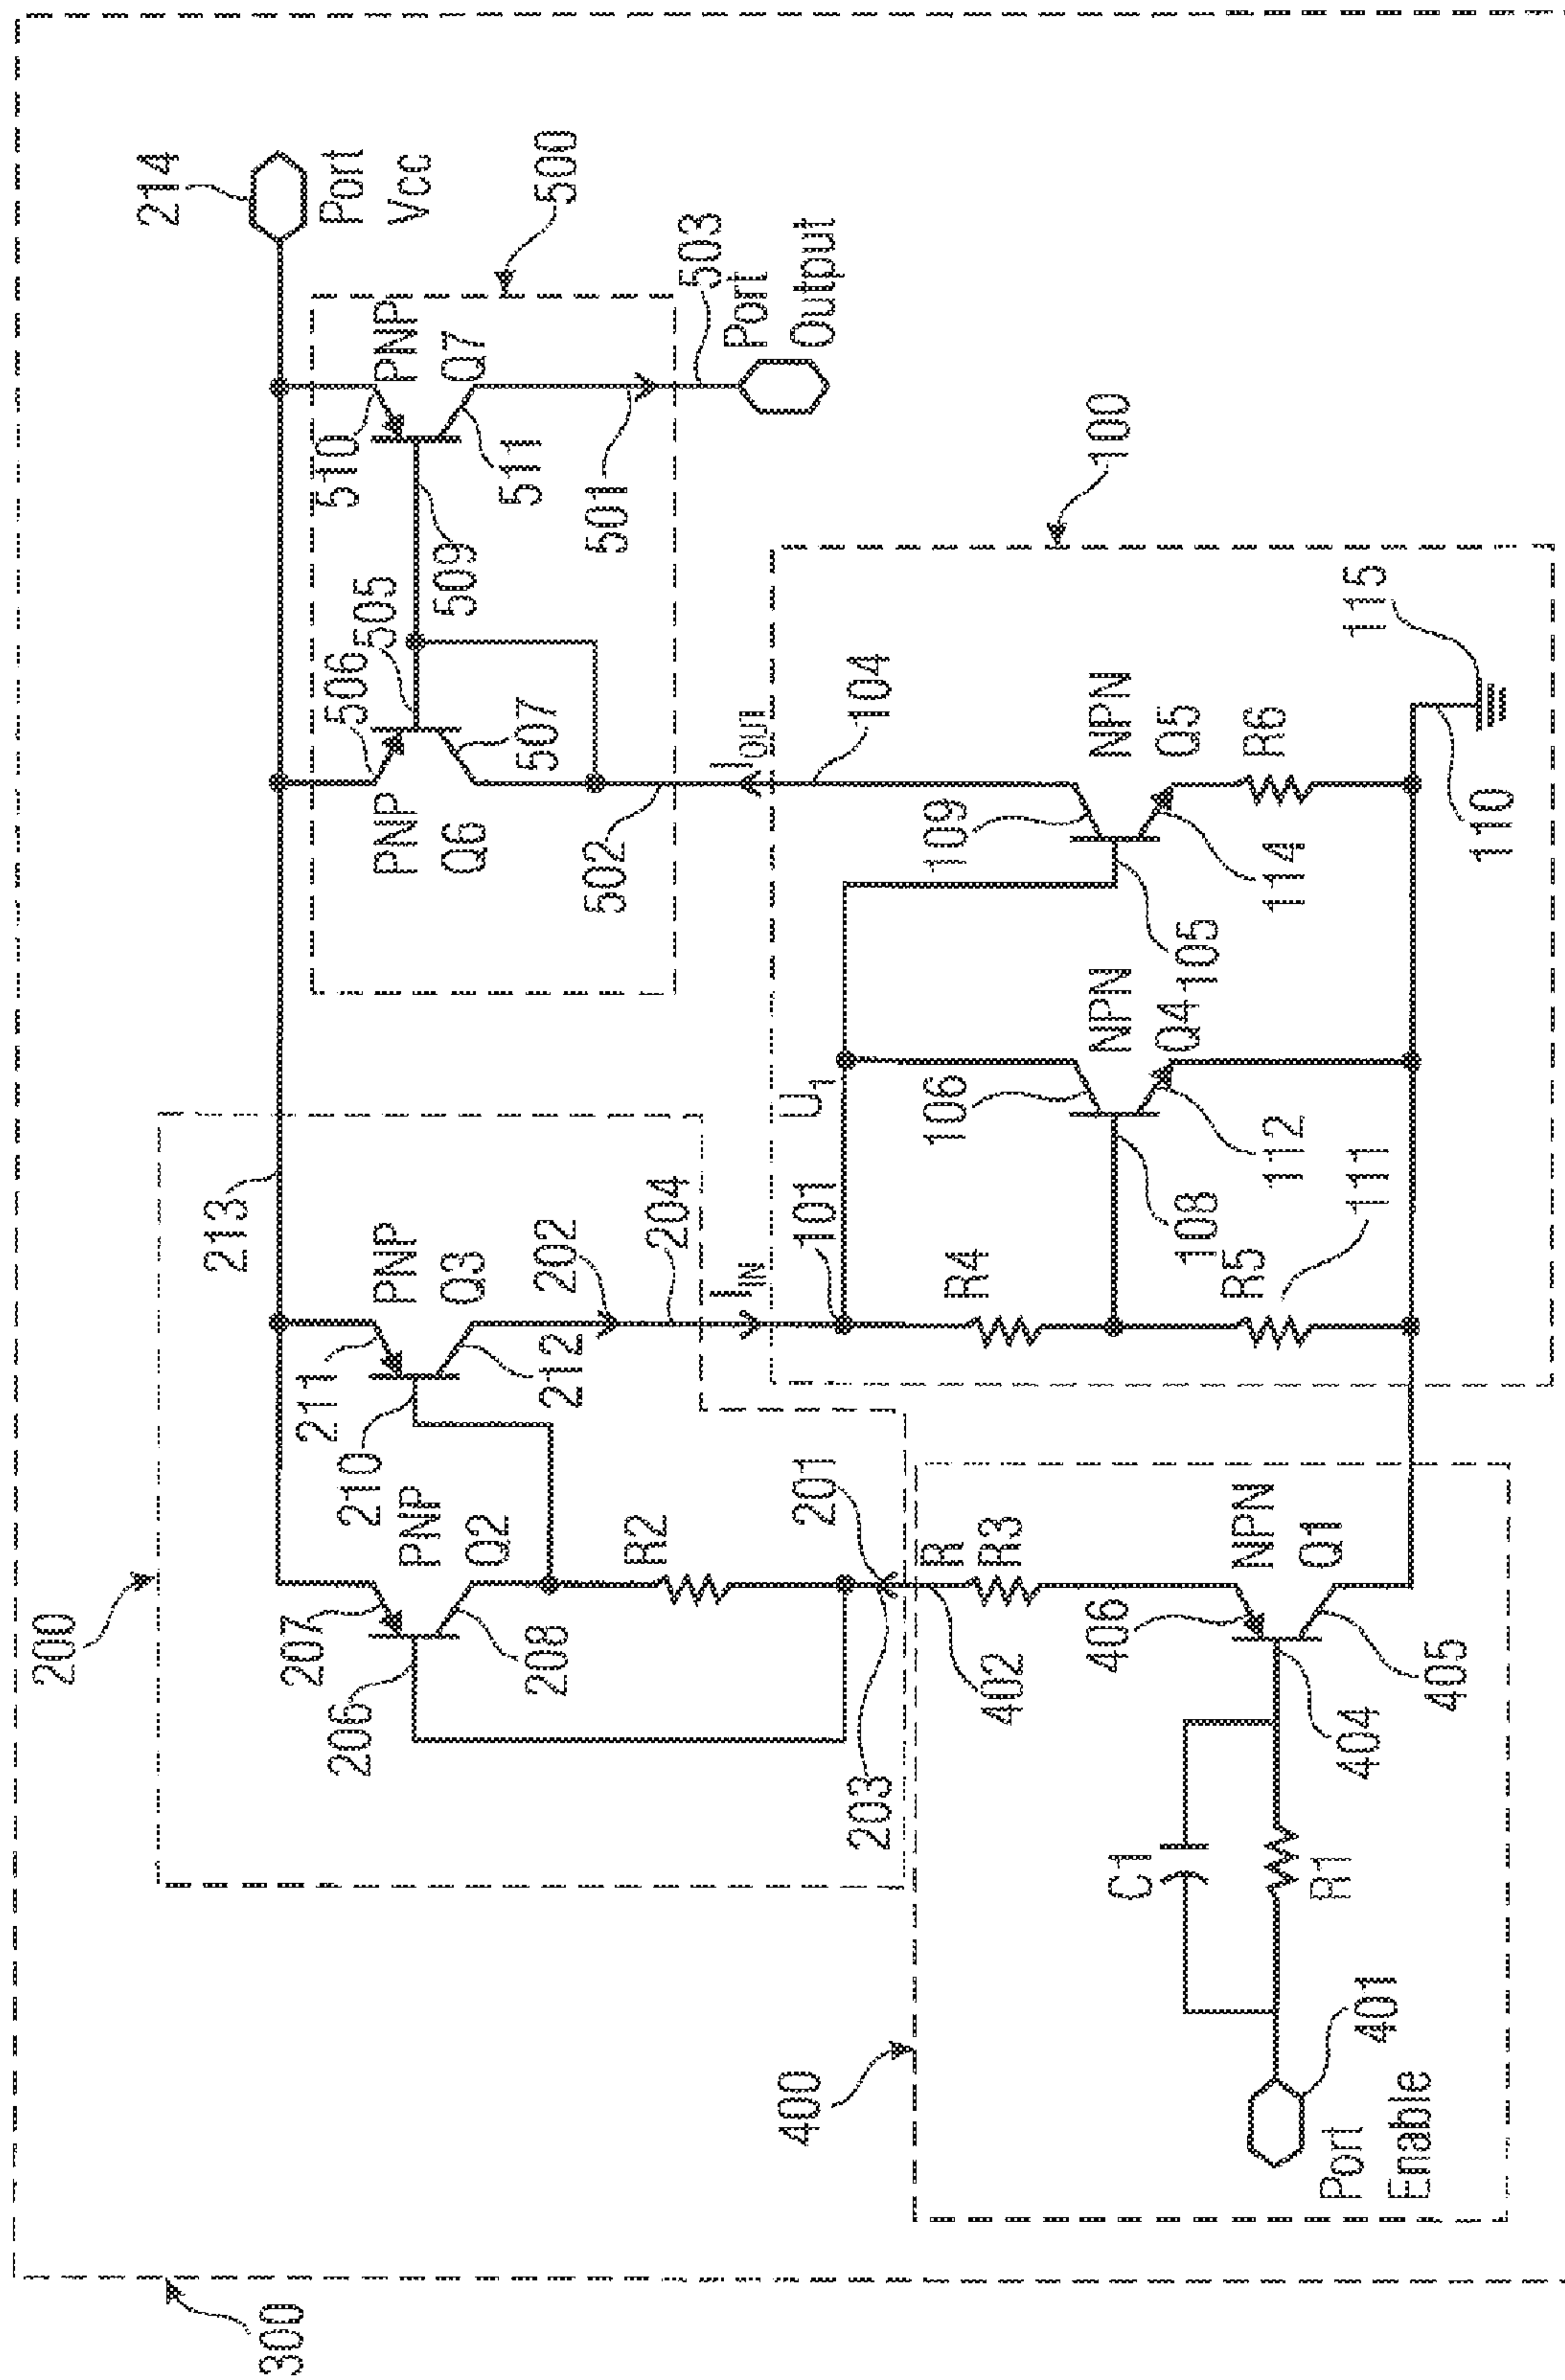 300
200
213
214
Port
Vcc
211
PNP
Q3
210
PNP
Q2
207
206
208
212
202
204
R2
201
203
506
505
PNP
Q6
507
502
510
PNP
Q7
509
511
501
500
503
Port
Output
IIN
IOUT
400
402
R
R3
406
NPN
Q1
404
405
C1
R1
401
Port
Enable
101
U1
104
100
R4
106
NPN
Q4
108
112
R5
111
109
NPN
Q5
105
114
R6
110
115